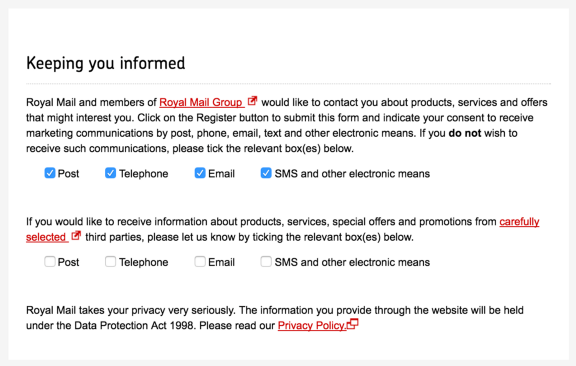 Keeping you informed
Royal Mail and members of Royal Mail Group would like to contact you about products, services and offers
that might interest you. Click on the Register button to submit this form and indicate your consent to receive
marketing communications by post, phone, email, text and other electronic means. If you do not wish to
receive such communications, please tick the relevant box(es) below.
Post Telephone Email SMS and other electronic means
If you would like to receive information about products, services, special offers and promotions from carefully
selected third parties, please let us know by ticking the relevant box(es) below.
Post Telephone Email SMS and other electronic means
Royal Mail takes your privacy very seriously. The information you provide through the website will be held
under the Data Protection Act 1998. Please read our Privacy Policy.